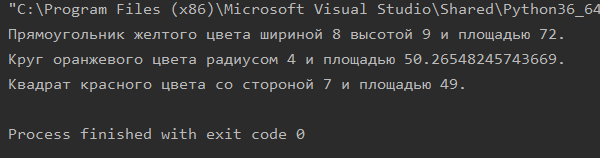 "C:\Program Files (x86)\Microsoft Visual Studio\Shared\Python36_64
Прямоугольник желтого цвета шириной 8 высотой 9 и площадью 72.
Круг оранжевого цвета радиусом 4 и площадью 50.26548245743669.
Квадрат красного цвета со стороной 7 и площадью 49.
Process finished with exit code 0